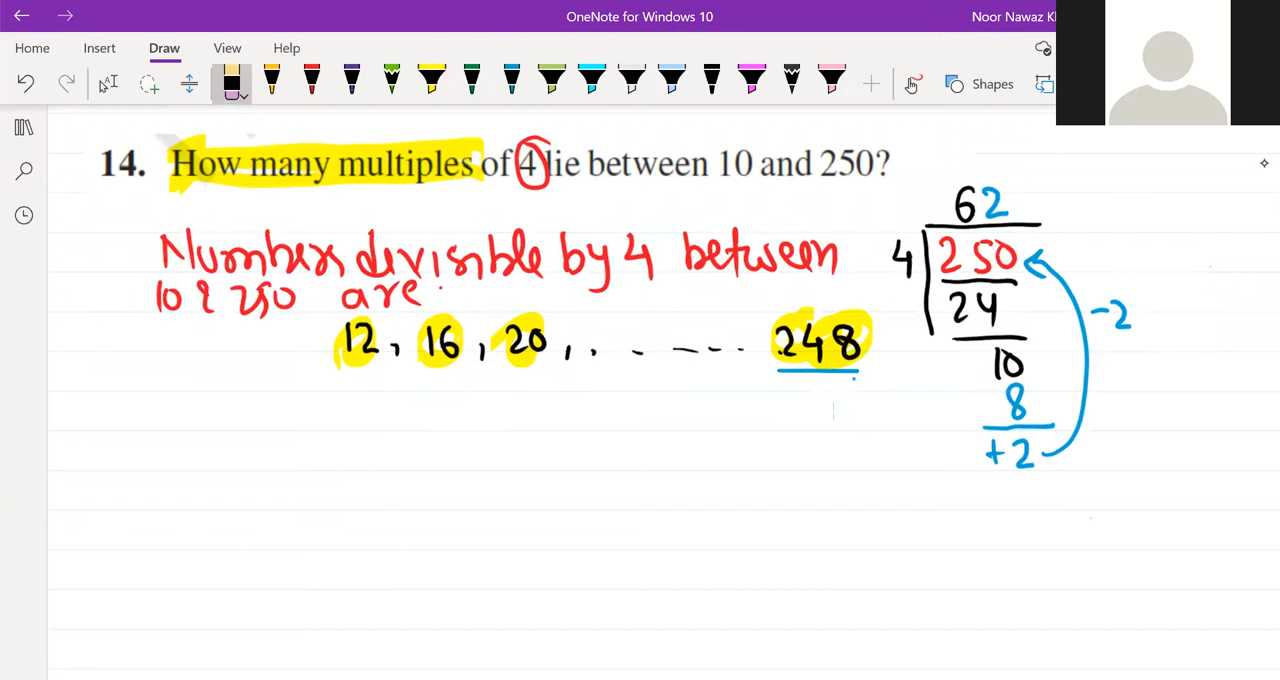 OneNote for Windows 10
Noor Nawaz Kh
Home Insert Draw View Help
Shapes
14. How many multiples of 4 lie between 10 and 250?
Numbers divisible by 4 between
10 & 250 are
12, 16, 20, . . - - - . . 248
62
4 250
24
10
8
+2
-2